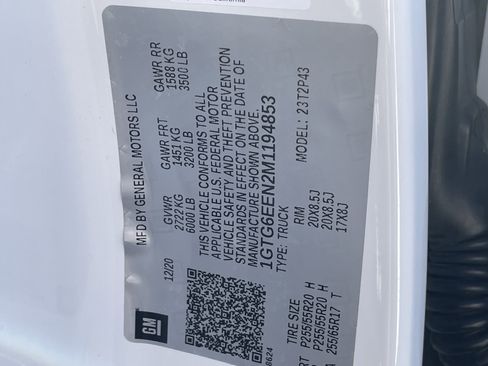 California
MFD BY GENERAL MOTORS LLC
12/20
GVWR GAWR FRT GAWR RR
2722 KG 1451 KG 1588 KG
6000 LB 3200 LB 3500 LB
THIS VEHICLE CONFORMS TO ALL
APPLICABLE U.S. FEDERAL MOTOR
VEHICLE SAFETY AND THEFT PREVENTION
STANDARDS IN EFFECT ON THE DATE OF
MANUFACTURE SHOWN ABOVE.
1GTG6EEN2M1194853
TYPE: TRUCK MODEL: 23T2P43
GM
TIRE SIZE RIM
P255/55R20 H 20X8.5J
P255/55R20 H 20X8.5J
255/65R17 T 17X8J